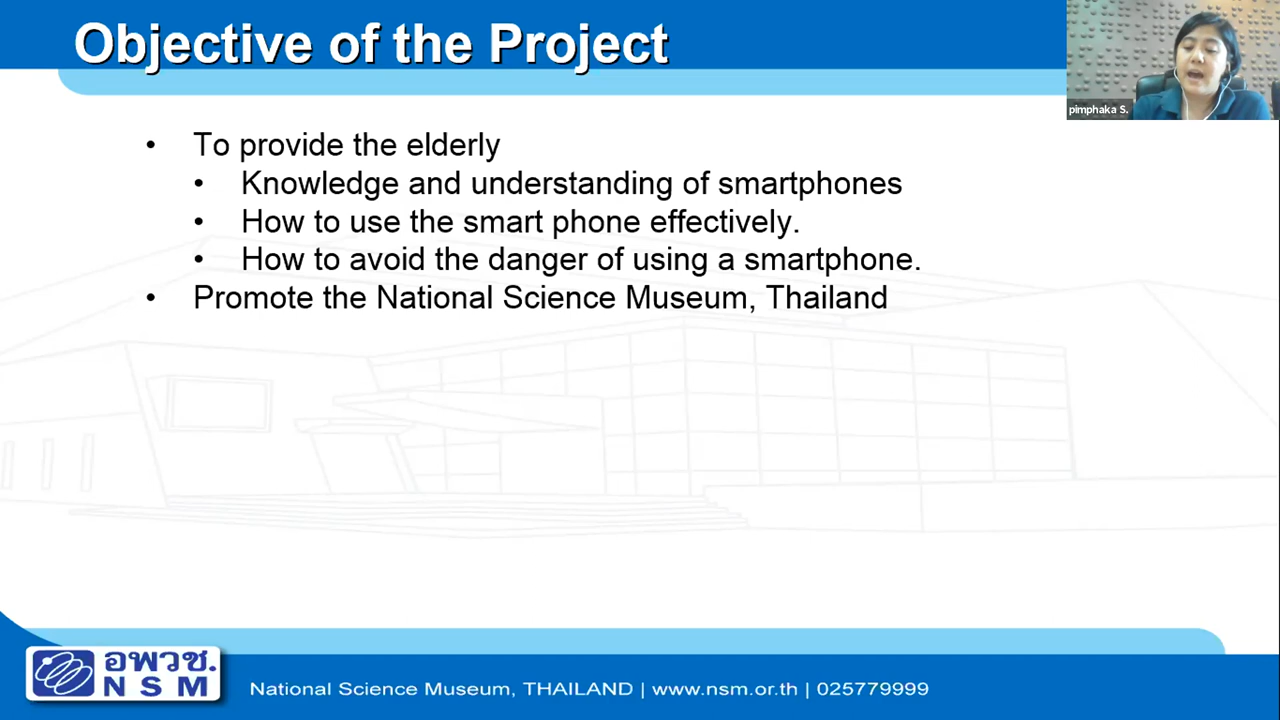 Objective of the Project
pimphaka S.
• To provide the elderly
• Knowledge and understanding of smartphones
• How to use the smart phone effectively.
• How to avoid the danger of using a smartphone.
• Promote the National Science Museum, Thailand
อพวช.
NSM
National Science Museum, THAILAND | www.nsm.or.th | 025779999